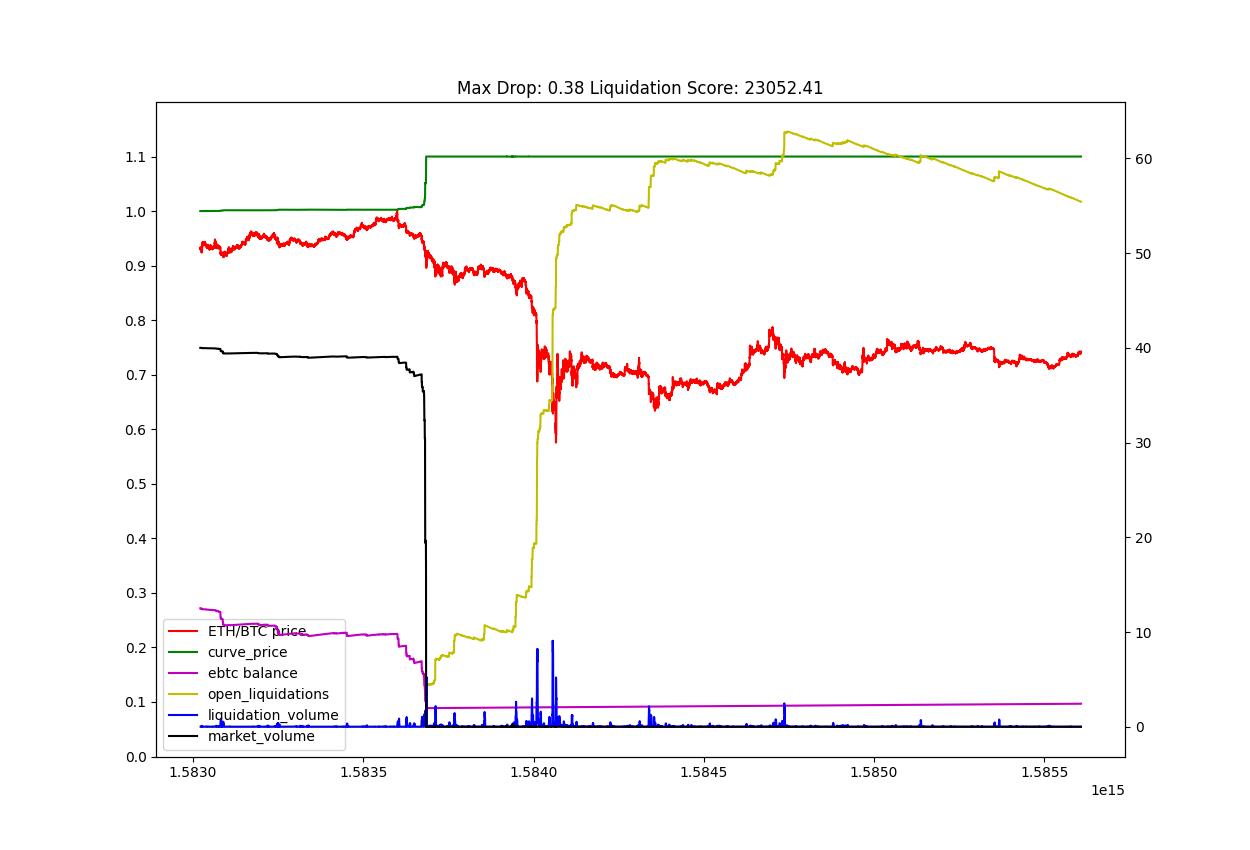 Max Drop: 0.38 Liquidation Score: 23052.41
1.1
1.0
0.9
0.8
0.7
0.6
0.5
0.4
0.3
0.2
0.1
0.0
60
50
40
30
20
10
0
ETH/BTC price
curve_price
ebtc balance
open_liquidations
liquidation_volume
market_volume
1.5830 1.5835 1.5840 1.5845 1.5850 1.5855
1e15